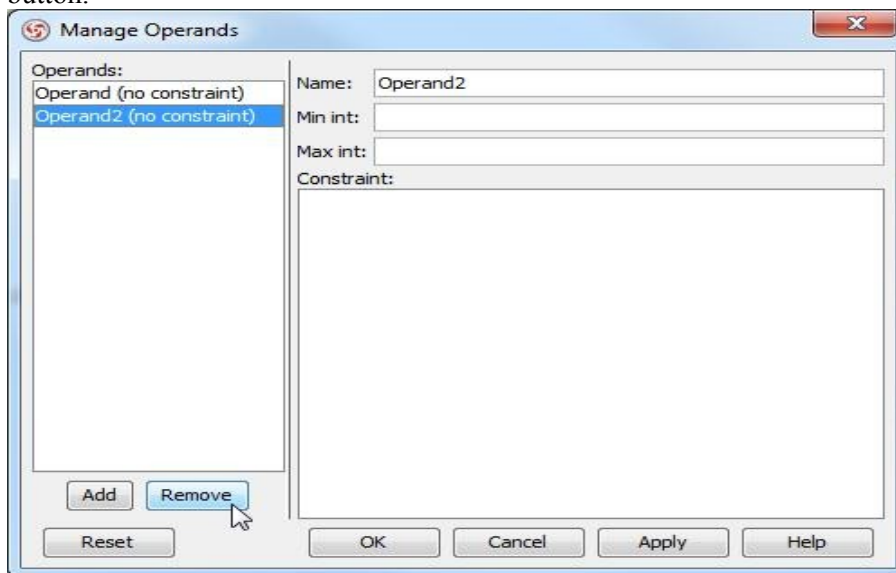 button.
Manage Operands
Operands:
Operand (no constraint)
Operand2 (no constraint)
Name: Operand2
Min int:
Max int:
Constraint:
Add Remove
Reset OK Cancel Apply Help